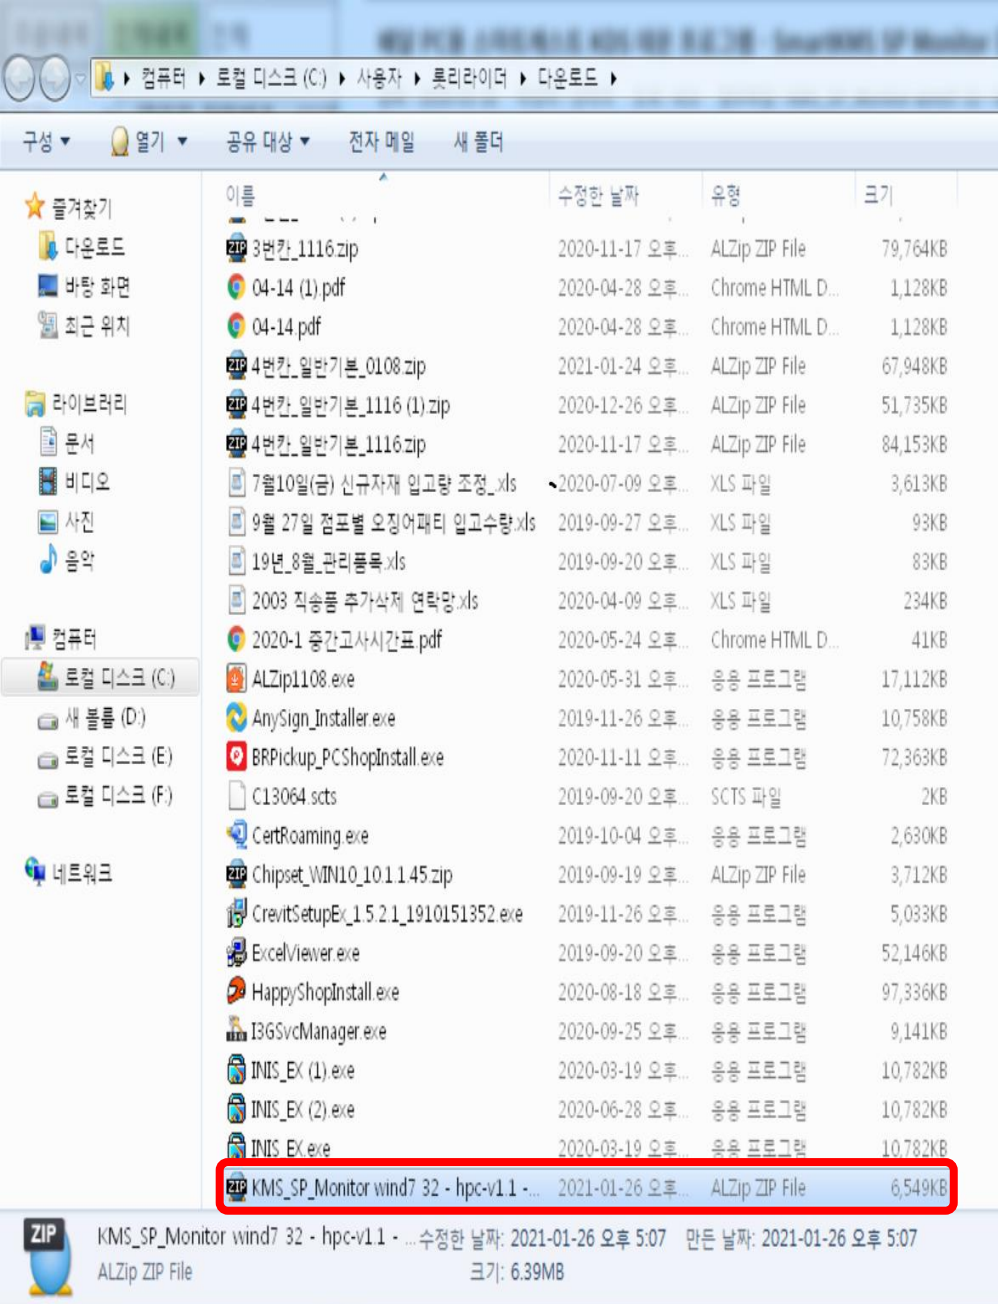 컴퓨터 ▸ 로컬 디스크 (C:) ▸ 사용자 ▸ 롯리라이더 ▸ 다운로드 ▸
구성 ▼ 열기 ▼ 공유 대상 ▼ 전자 메일 새 폴더
이름 수정한 날짜 유형 크기
즐겨찾기
다운로드
바탕 화면
최근 위치
라이브러리
문서
비디오
사진
음악
컴퓨터
로컬 디스크 (C:)
새 볼륨 (D:)
로컬 디스크 (E:)
로컬 디스크 (F:)
네트워크
3번칸_1116.zip 2020-11-17 오후... ALZip ZIP File 79,764KB
04-14 (1).pdf 2020-04-28 오후... Chrome HTML D... 1,128KB
04-14.pdf 2020-04-28 오후... Chrome HTML D... 1,128KB
4번칸_일반기본_0108.zip 2021-01-24 오후... ALZip ZIP File 67,948KB
4번칸_일반기본_1116 (1).zip 2020-12-26 오후... ALZip ZIP File 51,735KB
4번칸_일반기본_1116.zip 2020-11-17 오후... ALZip ZIP File 84,153KB
7월10일(금) 신규자재 입고량 조정_.xls 2020-07-09 오후... XLS 파일 3,613KB
9월 27일 점포별 오징어패티 입고수량.xls 2019-09-27 오후... XLS 파일 93KB
19년_8월_관리품목.xls 2019-09-20 오후... XLS 파일 83KB
2003 직송품 추가삭제 연락망.xls 2020-04-09 오후... XLS 파일 234KB
2020-1 중간고사시간표.pdf 2020-05-24 오후... Chrome HTML D... 41KB
ALZip1108.exe 2020-05-31 오후... 응용 프로그램 17,112KB
AnySign_Installer.exe 2019-11-26 오후... 응용 프로그램 10,758KB
BRPickup_PCShopInstall.exe 2020-11-11 오후... 응용 프로그램 72,363KB
C13064.scts 2019-09-20 오후... SCTS 파일 2KB
CertRoaming.exe 2019-10-04 오후... 응용 프로그램 2,630KB
Chipset_WIN10_10.1.1.45.zip 2019-09-19 오후... ALZip ZIP File 3,712KB
CrevitSetupEx_1.5.2.1_1910151352.exe 2019-11-26 오후... 응용 프로그램 5,033KB
ExcelViewer.exe 2019-09-20 오후... 응용 프로그램 52,146KB
HappyShopInstall.exe 2020-08-18 오후... 응용 프로그램 97,336KB
I3GSvcManager.exe 2020-09-25 오후... 응용 프로그램 9,141KB
INIS_EX (1).exe 2020-03-19 오후... 응용 프로그램 10,782KB
INIS_EX (2).exe 2020-06-28 오후... 응용 프로그램 10,782KB
INIS_EX.exe 2020-03-19 오후... 응용 프로그램 10,782KB
KMS_SP_Monitor wind7 32 - hpc-v1.1 -... 2021-01-26 오후... ALZip ZIP File 6,549KB
ZIP KMS_SP_Monitor wind7 32 - hpc-v1.1 - ... 수정한 날짜: 2021-01-26 오후 5:07 만든 날짜: 2021-01-26 오후 5:07
ALZip ZIP File 크기: 6.39MB